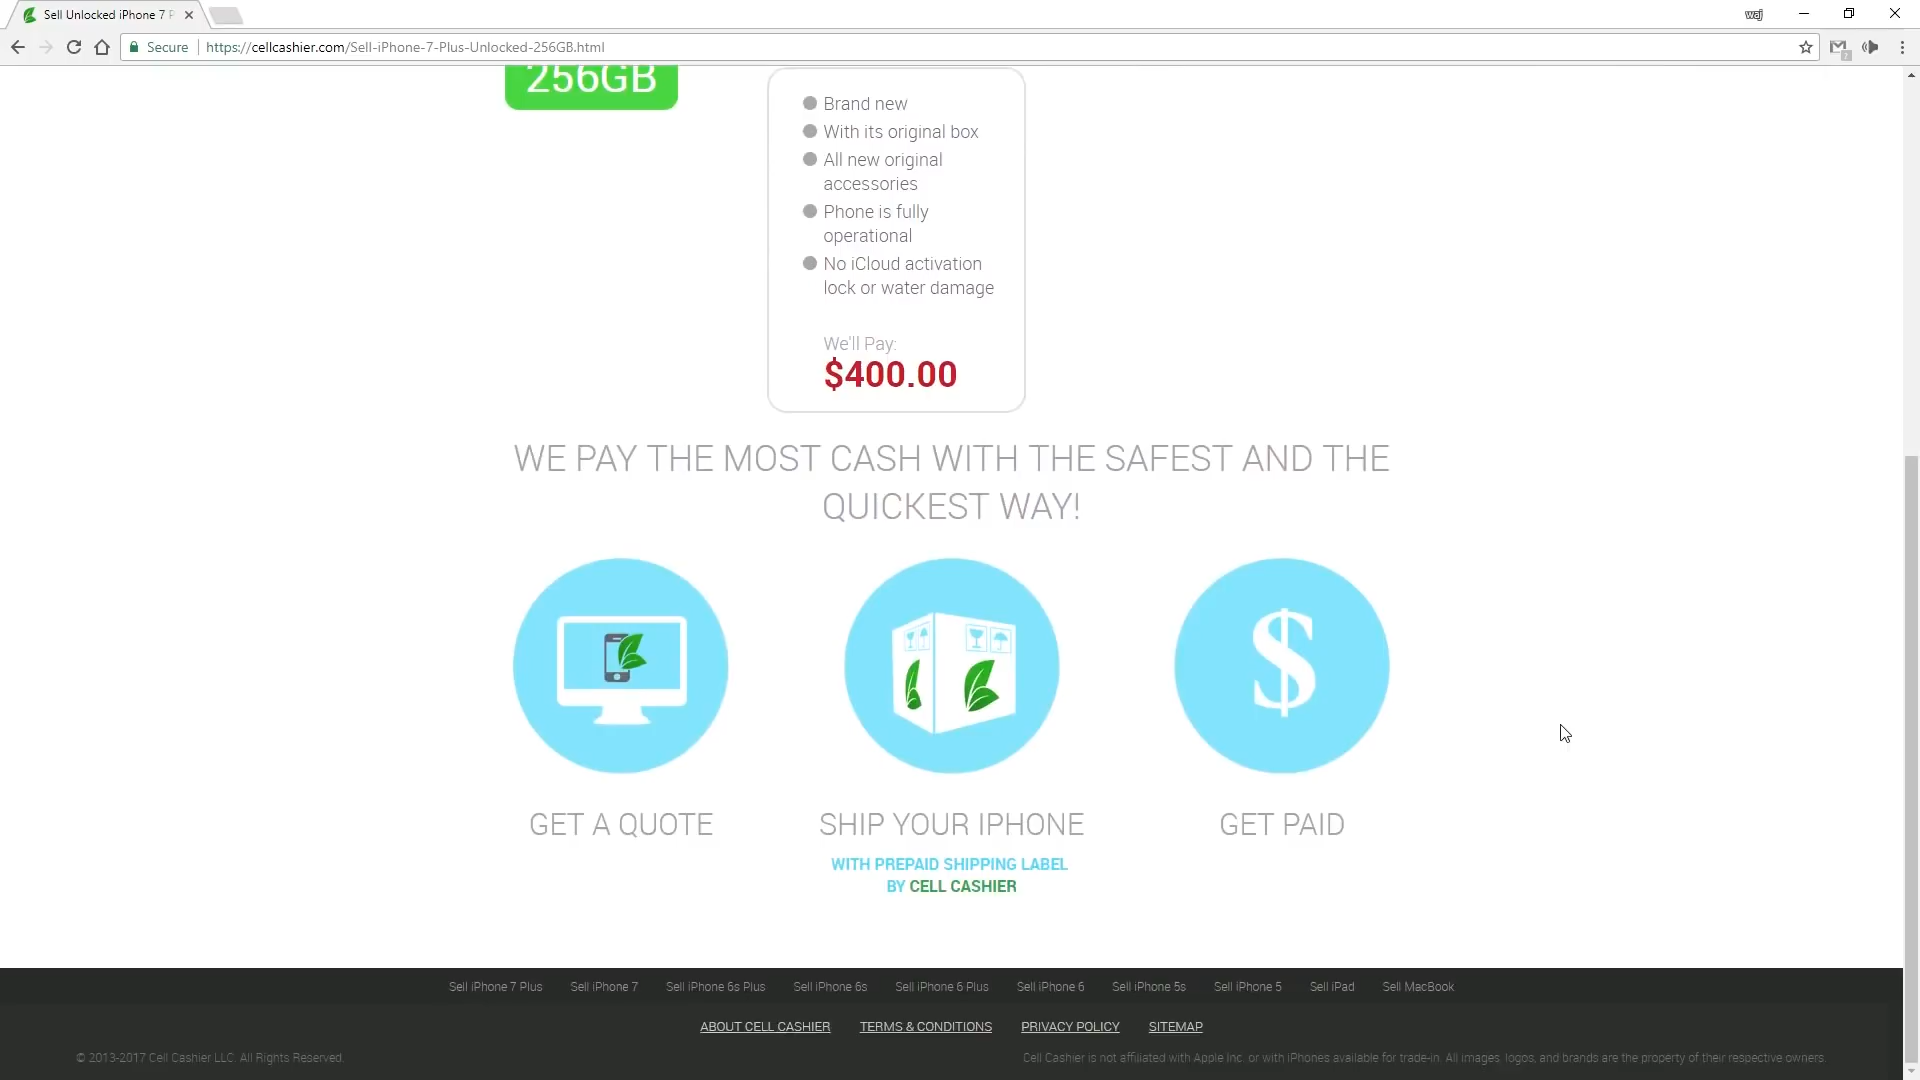 Sell Unlocked iPhone 7 P
waj
Secure
https://cellcashier.com/Sell-iPhone-7-Plus-Unlocked-256GB.html
256GB
Brand new
With its original box
All new original
accessories
Phone is fully
operational
No iCloud activation
lock or water damage
We'll Pay:
$400.00
WE PAY THE MOST CASH WITH THE SAFEST AND THE
QUICKEST WAY!
$
GET A QUOTE
SHIP YOUR IPHONE
GET PAID
WITH PREPAID SHIPPING LABEL
BY CELL CASHIER
Sell iPhone 7 Plus Sell iPhone 7 Sell iPhone 6s Plus Sell iPhone 6s Sell iPhone 6 Plus Sell iPhone 6 Sell iPhone 5s Sell iPhone 5 Sell iPad Sell MacBook
ABOUT CELL CASHIER TERMS & CONDITIONS PRIVACY POLICY SITEMAP
© 2013-2017 Cell Cashier LLC. All Rights Reserved.
Cell Cashier is not affiliated with Apple Inc. or with iPhones available for trade-in. All images, logos, and brands are the property of their respective owners.